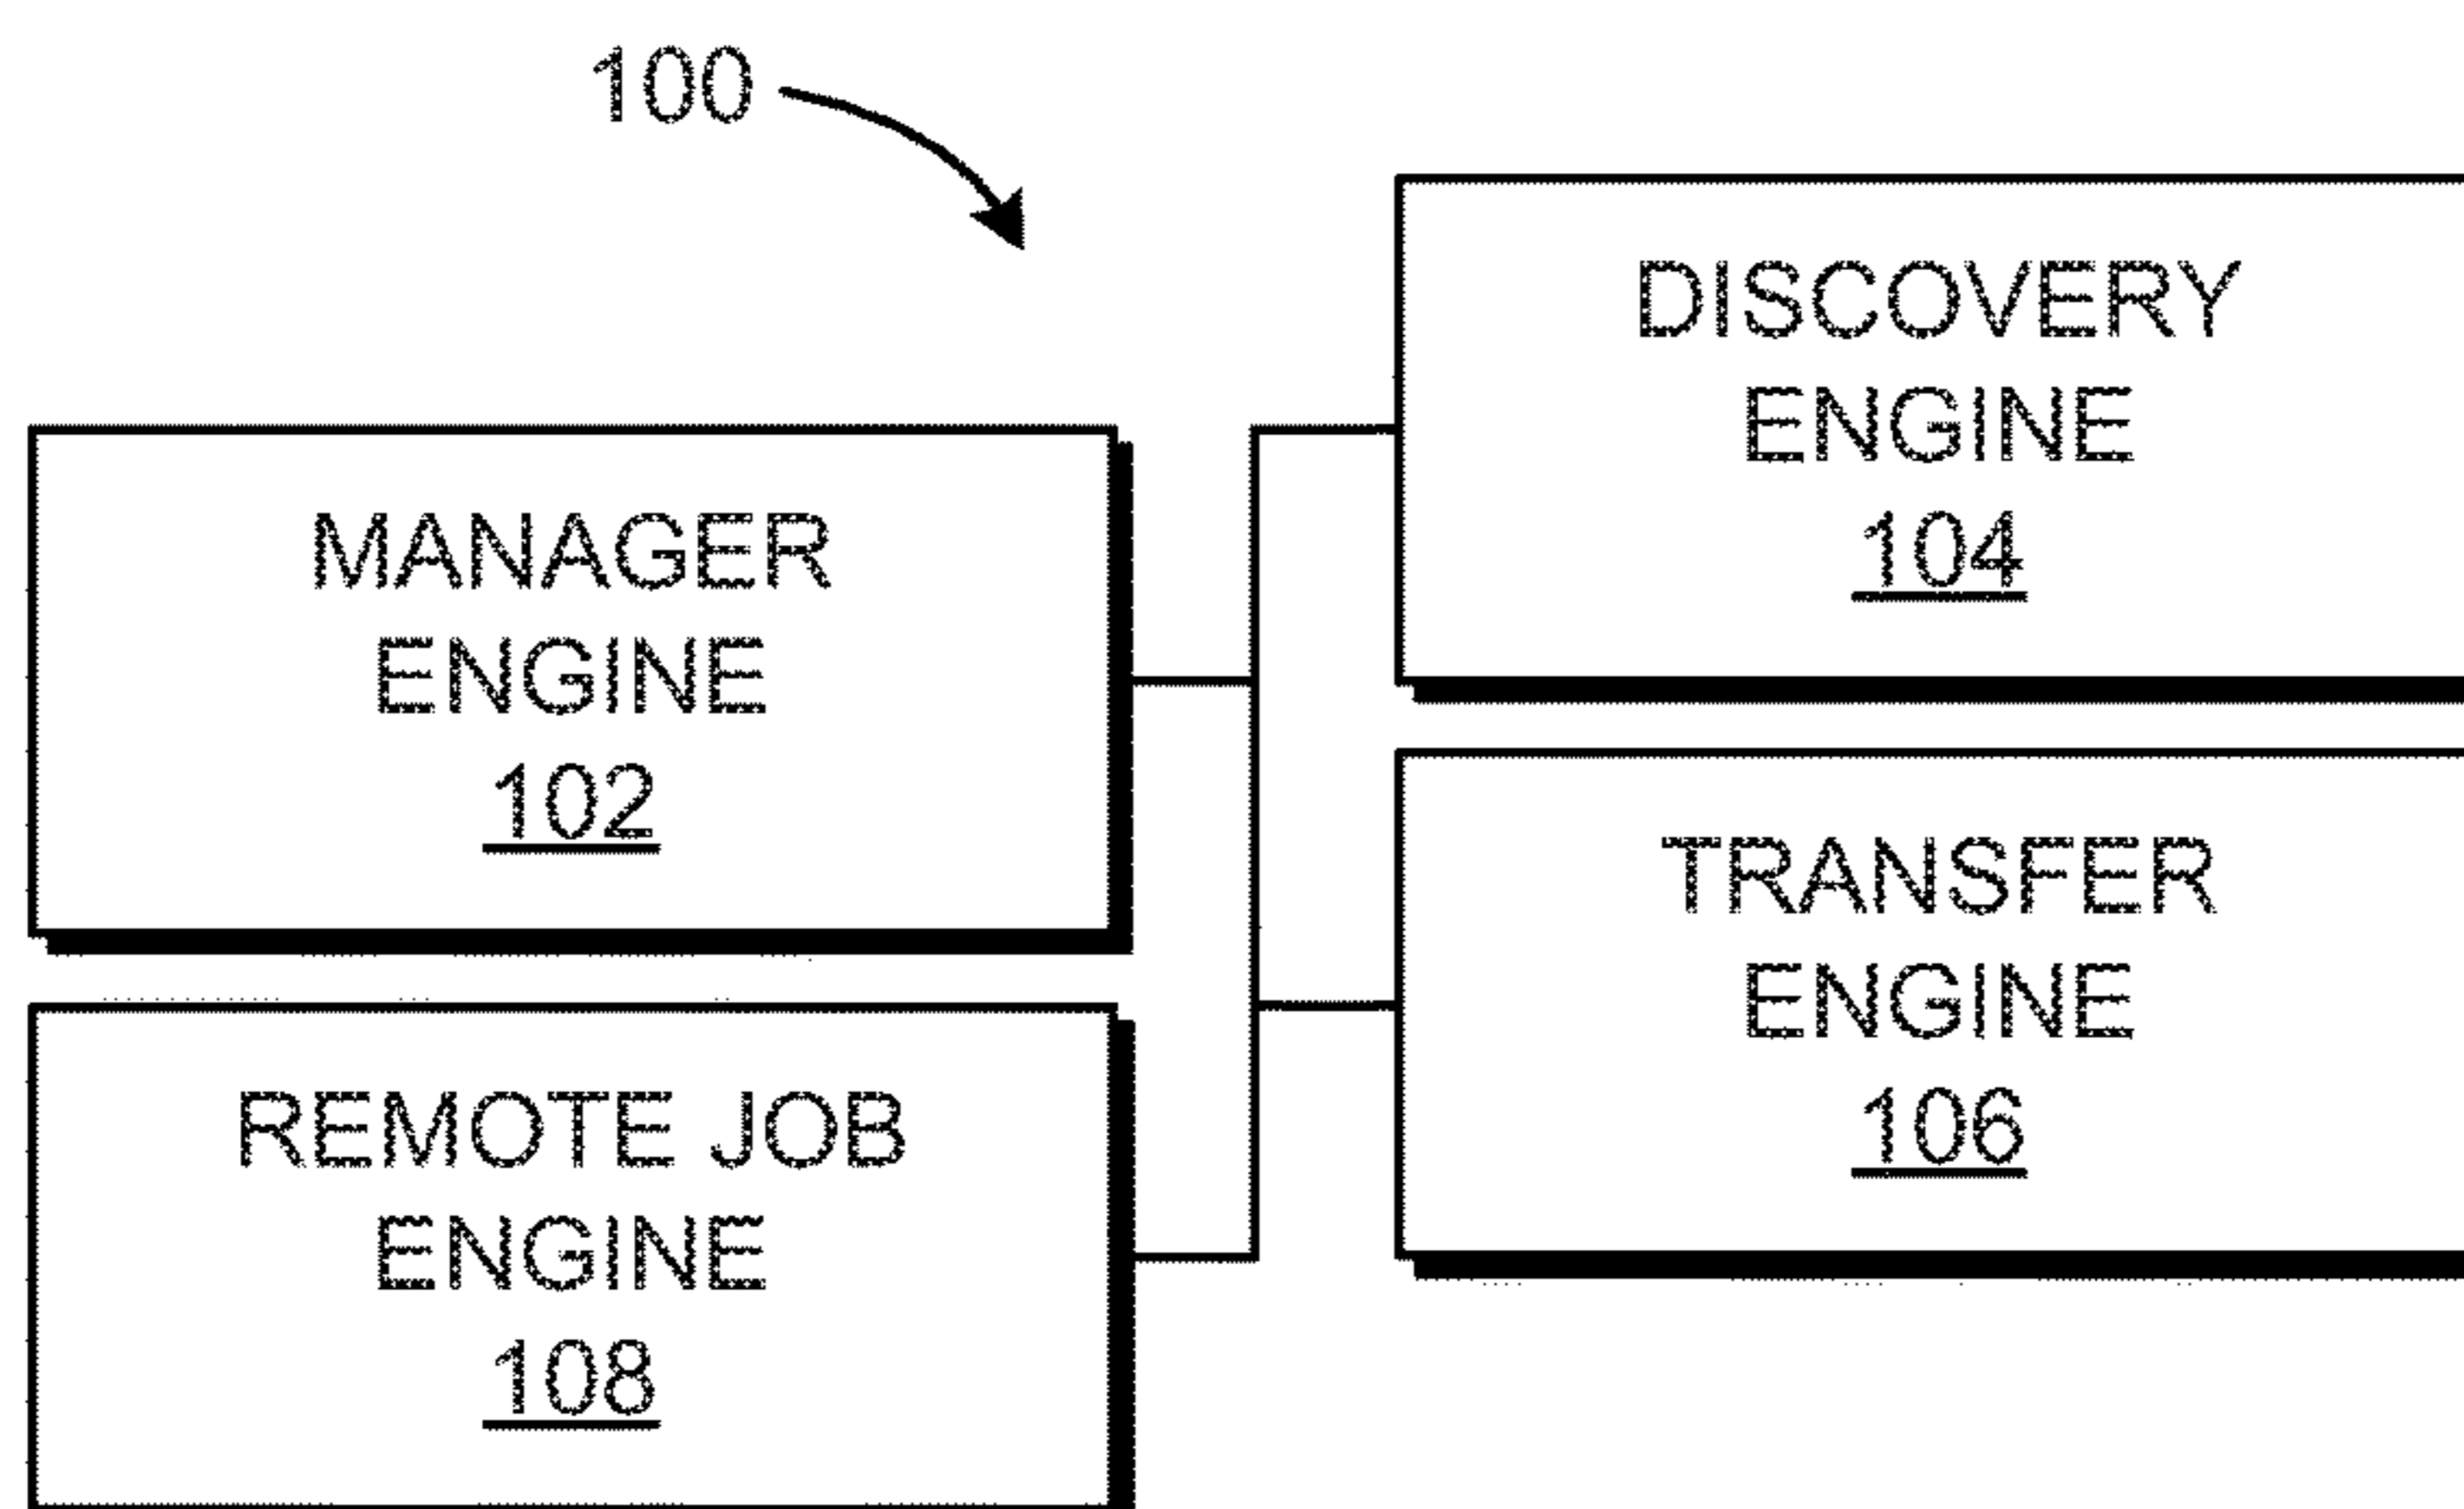 100
DISCOVERY
ENGINE
104
MANAGER
ENGINE
102
TRANSFER
ENGINE
106
REMOTE JOB
ENGINE
108